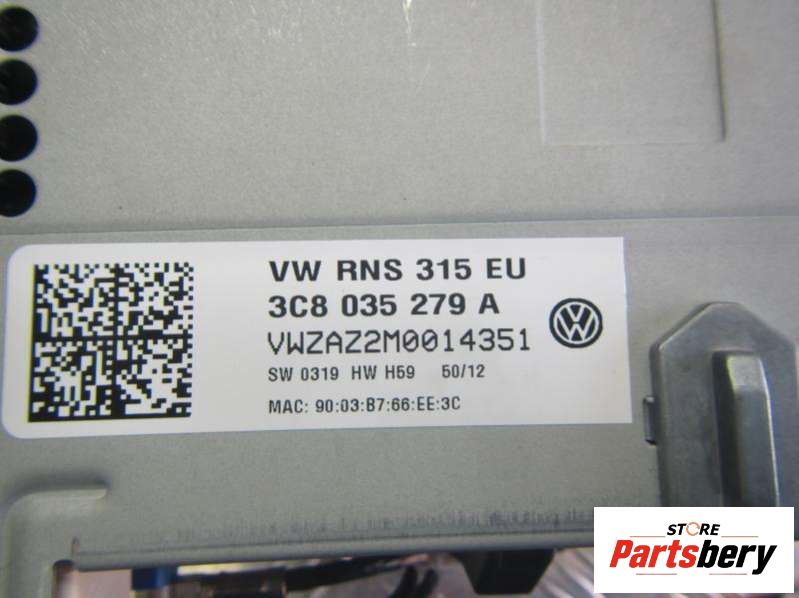 VW RNS 315 EU
3C8 035 279 A
VWZAZ2M0014351
SW 0319 HW H59 50/12
MAC: 90:03:B7:66:EE:3C
STORE
Partsbery